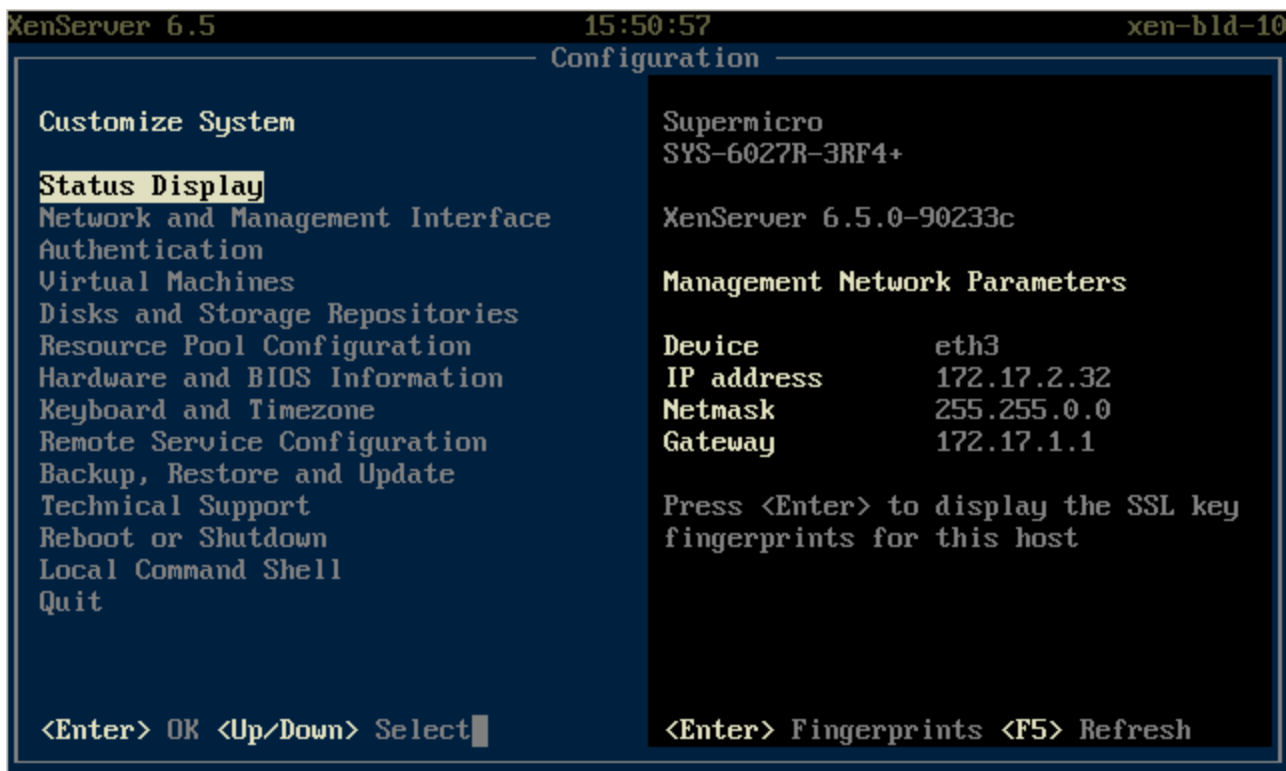 XenServer 6.5 15:50:57 xen-bld-10
Configuration
Customize System
Status Display
Network and Management Interface
Authentication
Virtual Machines
Disks and Storage Repositories
Resource Pool Configuration
Hardware and BIOS Information
Keyboard and Timezone
Remote Service Configuration
Backup, Restore and Update
Technical Support
Reboot or Shutdown
Local Command Shell
Quit
<Enter> OK <Up/Down> Select
Supermicro
SYS-6027R-3RF4+
XenServer 6.5.0-90233c
Management Network Parameters
Device eth3
IP address 172.17.2.32
Netmask 255.255.0.0
Gateway 172.17.1.1
Press <Enter> to display the SSL key
fingerprints for this host
<Enter> Fingerprints <F5> Refresh